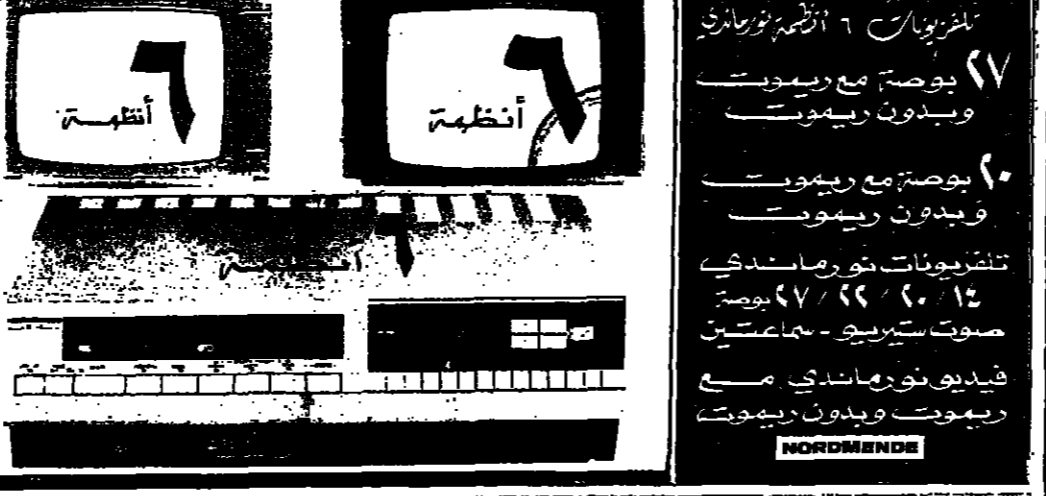 تلفزيونات ٦ أنظمة نورماندي
٢٧ بوصة مع ريموت
وبدون ريموت
٢٠ بوصة مع ريموت
وبدون ريموت
تلفزيونات نورماندي
١٤ / ٢٠ / ٢٢ / ٢٧ بوصة
صوت ستيريو - سماعتين
فيديو نورماندي مع
ريموت وبدون ريموت
NORDMENDE
٦ أنظمة
٦ أنظمة
٦ أنظمة